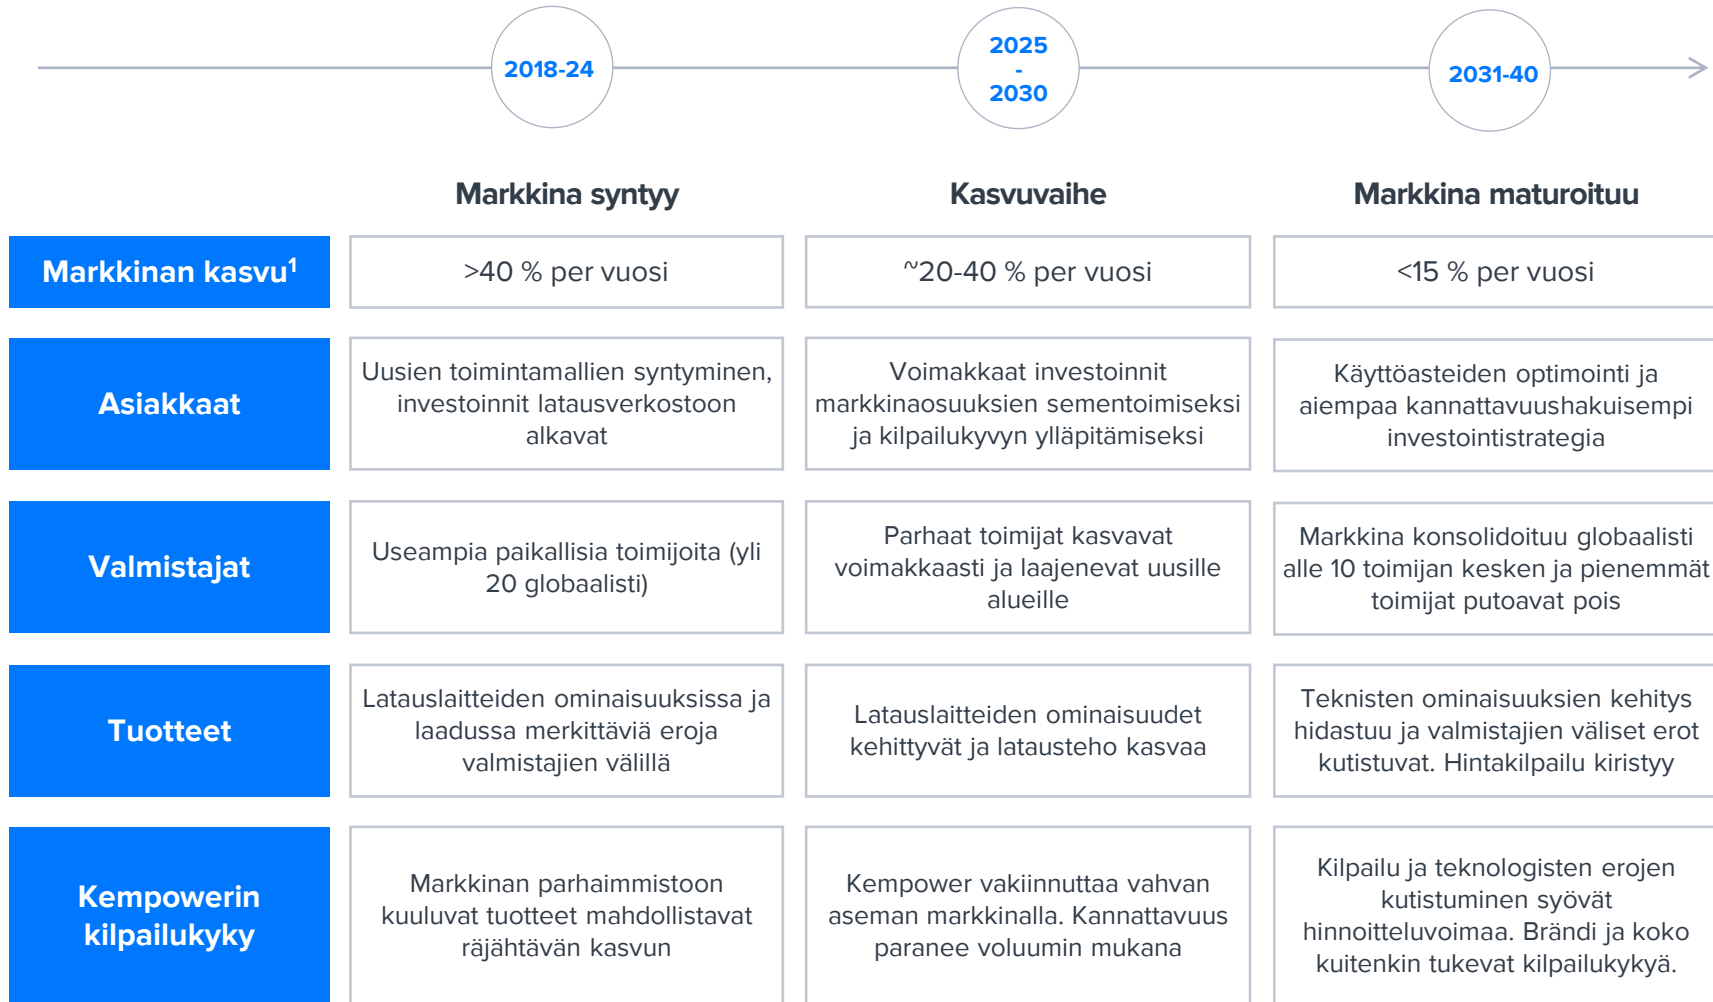 2018-24
2025
-
2030
2031-40
Markkina syntyy
Kasvuvaihe
Markkina maturoituu
Markkinan kasvu¹
>40 % per vuosi
~20-40 % per vuosi
<15 % per vuosi
Asiakkaat
Uusien toimintamallien syntyminen,
investoinnit latausverkostoon
alkavat
Voimakkaat investoinnit
markkinaosuuksien sementoimiseksi
ja kilpailukyvyn ylläpitämiseksi
Käyttöasteiden optimointi ja
aiempaa kannattavuushakuisempi
investointistrategia
Valmistajat
Useampia paikallisia toimijoita (yli
20 globaalisti)
Parhaat toimijat kasvavat
voimakkaasti ja laajenevat uusille
alueille
Markkina konsolidoituu globaalisti
alle 10 toimijan kesken ja pienemmät
toimijat putoavat pois
Tuotteet
Latauslaitteiden ominaisuuksissa ja
laadussa merkittäviä eroja
valmistajien välillä
Latauslaitteiden ominaisuudet
kehittyvät ja latausteho kasvaa
Teknisten ominaisuuksien kehitys
hidastuu ja valmistajien väliset erot
kutistuvat. Hintakilpailu kiristyy
Kempowerin
kilpailukyky
Markkinan parhaimmistoon
kuuluvat tuotteet mahdollistavat
räjähtävän kasvun
Kempower vakiinnuttaa vahvan
aseman markkinalla. Kannattavuus
paranee voluumin mukana
Kilpailu ja teknologisten erojen
kutistuminen syövät
hinnoitteluvoimaa. Brändi ja koko
kuitenkin tukevat kilpailukykyä.